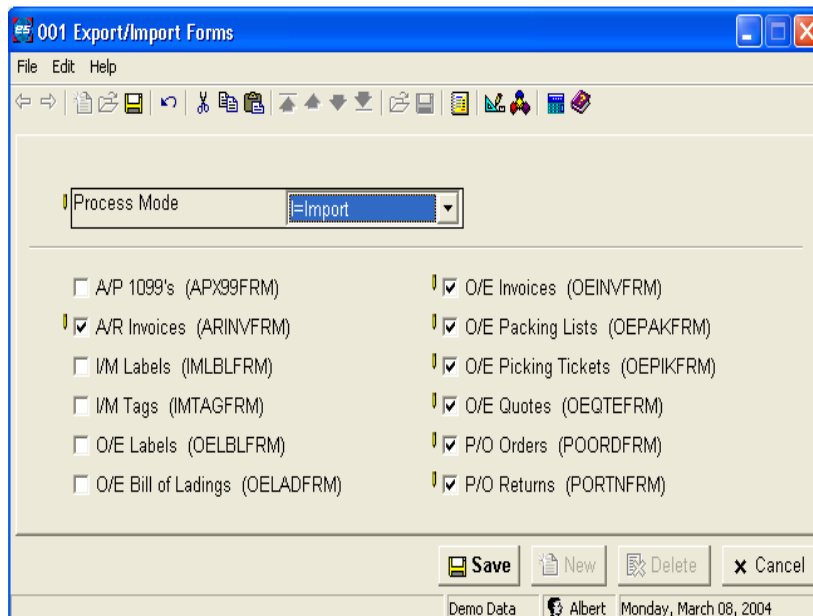 es 001 Export/Import Forms
File Edit Help
Process Mode I=Import
A/P 1099's (APX99FRM)
A/R Invoices (ARINVFRM)
I/M Labels (IMLBLFRM)
I/M Tags (IMTAGFRM)
O/E Labels (OELBLFRM)
O/E Bill of Ladings (OELADFRM)
O/E Invoices (OEINVFRM)
O/E Packing Lists (OEPAKFRM)
O/E Picking Tickets (OEPIKFRM)
O/E Quotes (OEQTEFRM)
P/O Orders (POORDFRM)
P/O Returns (PORTNFRM)
Save New Delete Cancel
Demo Data Albert Monday, March 08, 2004